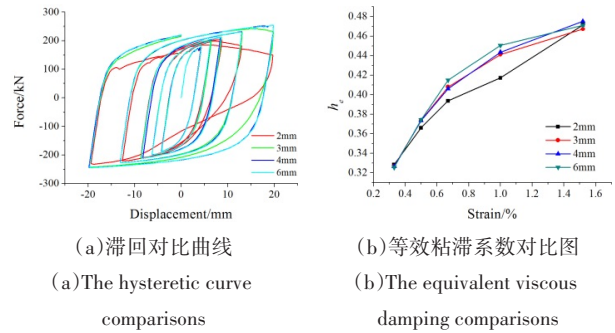 300
200
100
0
-100
-200
-300
Force/kN
2mm
3mm
4mm
6mm
-20
-10
0
10
20
Displacement/mm
(a)滞回对比曲线
(a)The hysteretic curve
comparisons
0.48
0.46
0.44
0.42
0.40
0.38
0.36
0.34
0.32
he
2mm
3mm
4mm
6mm
0.2
0.4
0.6
0.8
1.0
1.2
1.4
1.6
Strain/%
(b)等效粘滞系数对比图
(b)The equivalent viscous
damping comparisons